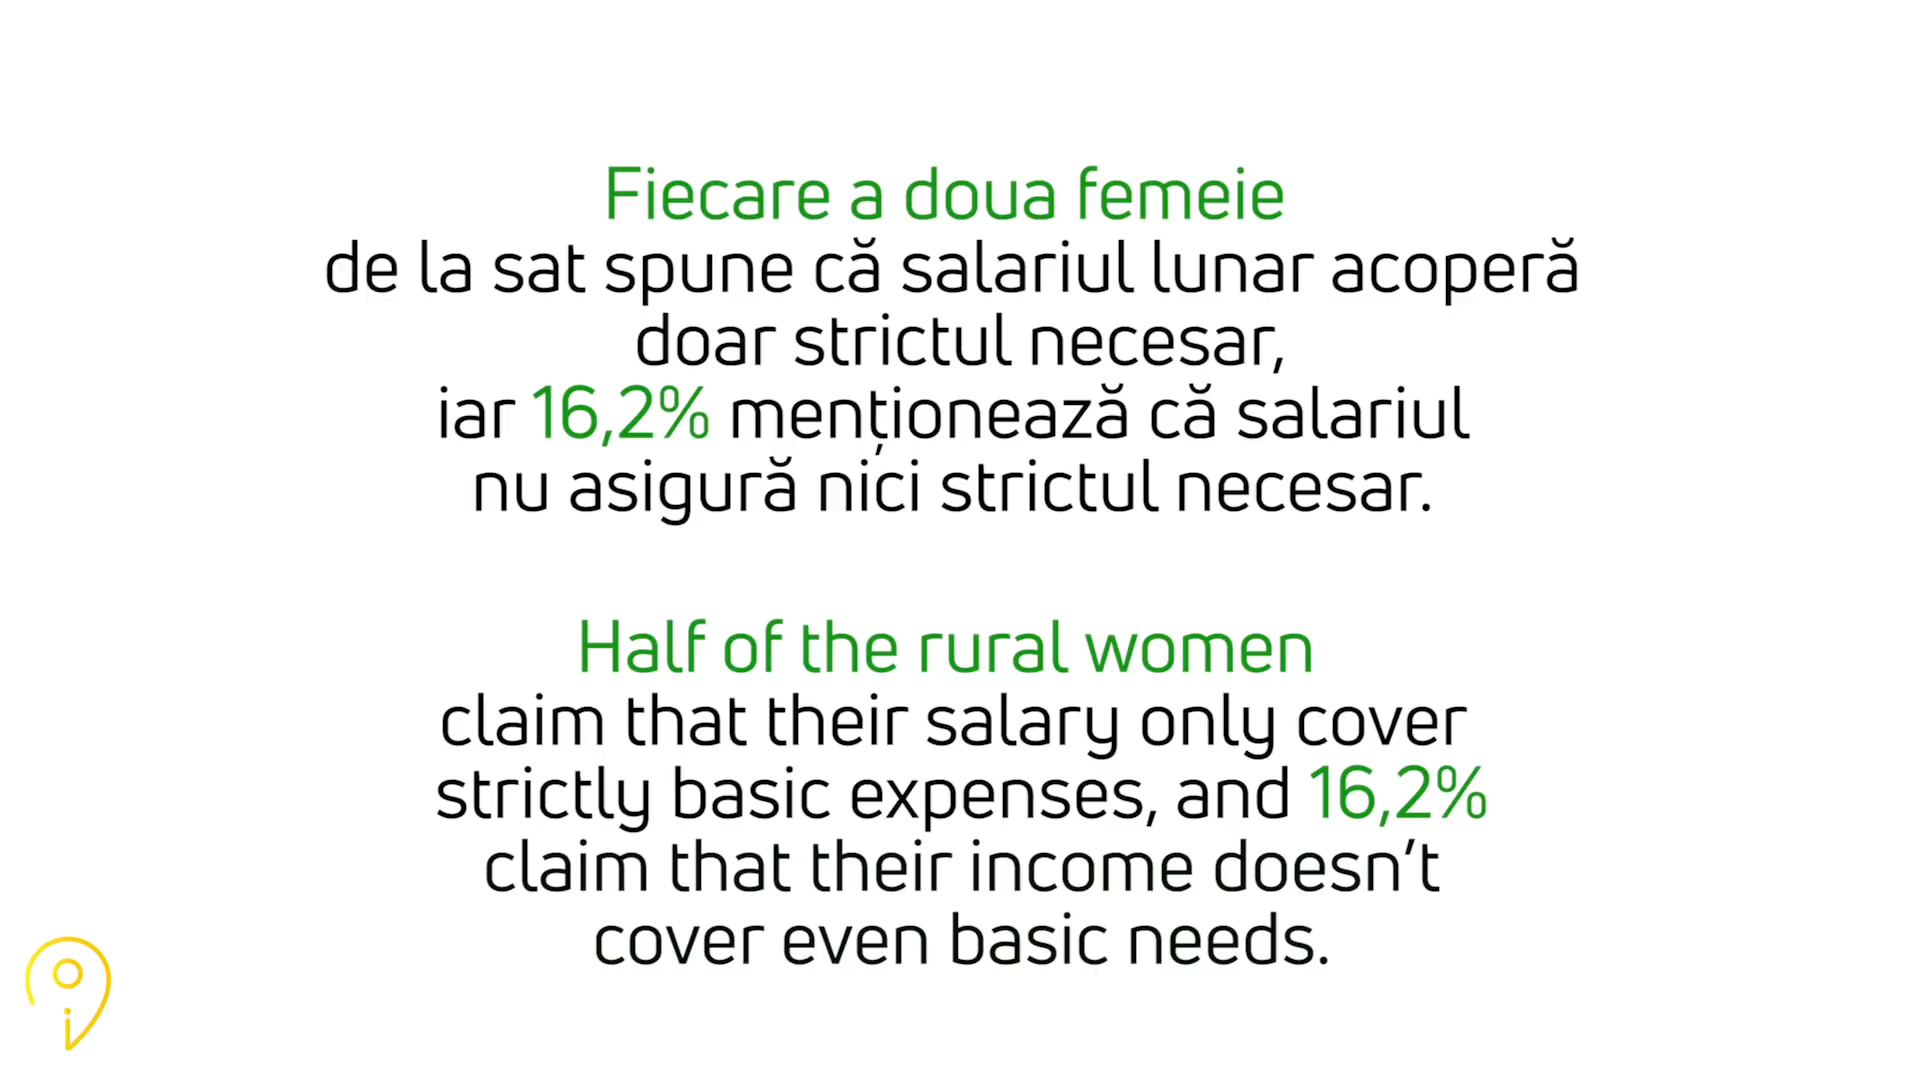 Fiecare a doua femeie
de la sat spune că salariul lunar acoperă
doar strictul necesar,
iar 16,2% menționează că salariul
nu asigură nici strictul necesar.
Half of the rural women
claim that their salary only cover
strictly basic expenses, and 16,2%
claim that their income doesn’t
cover even basic needs.